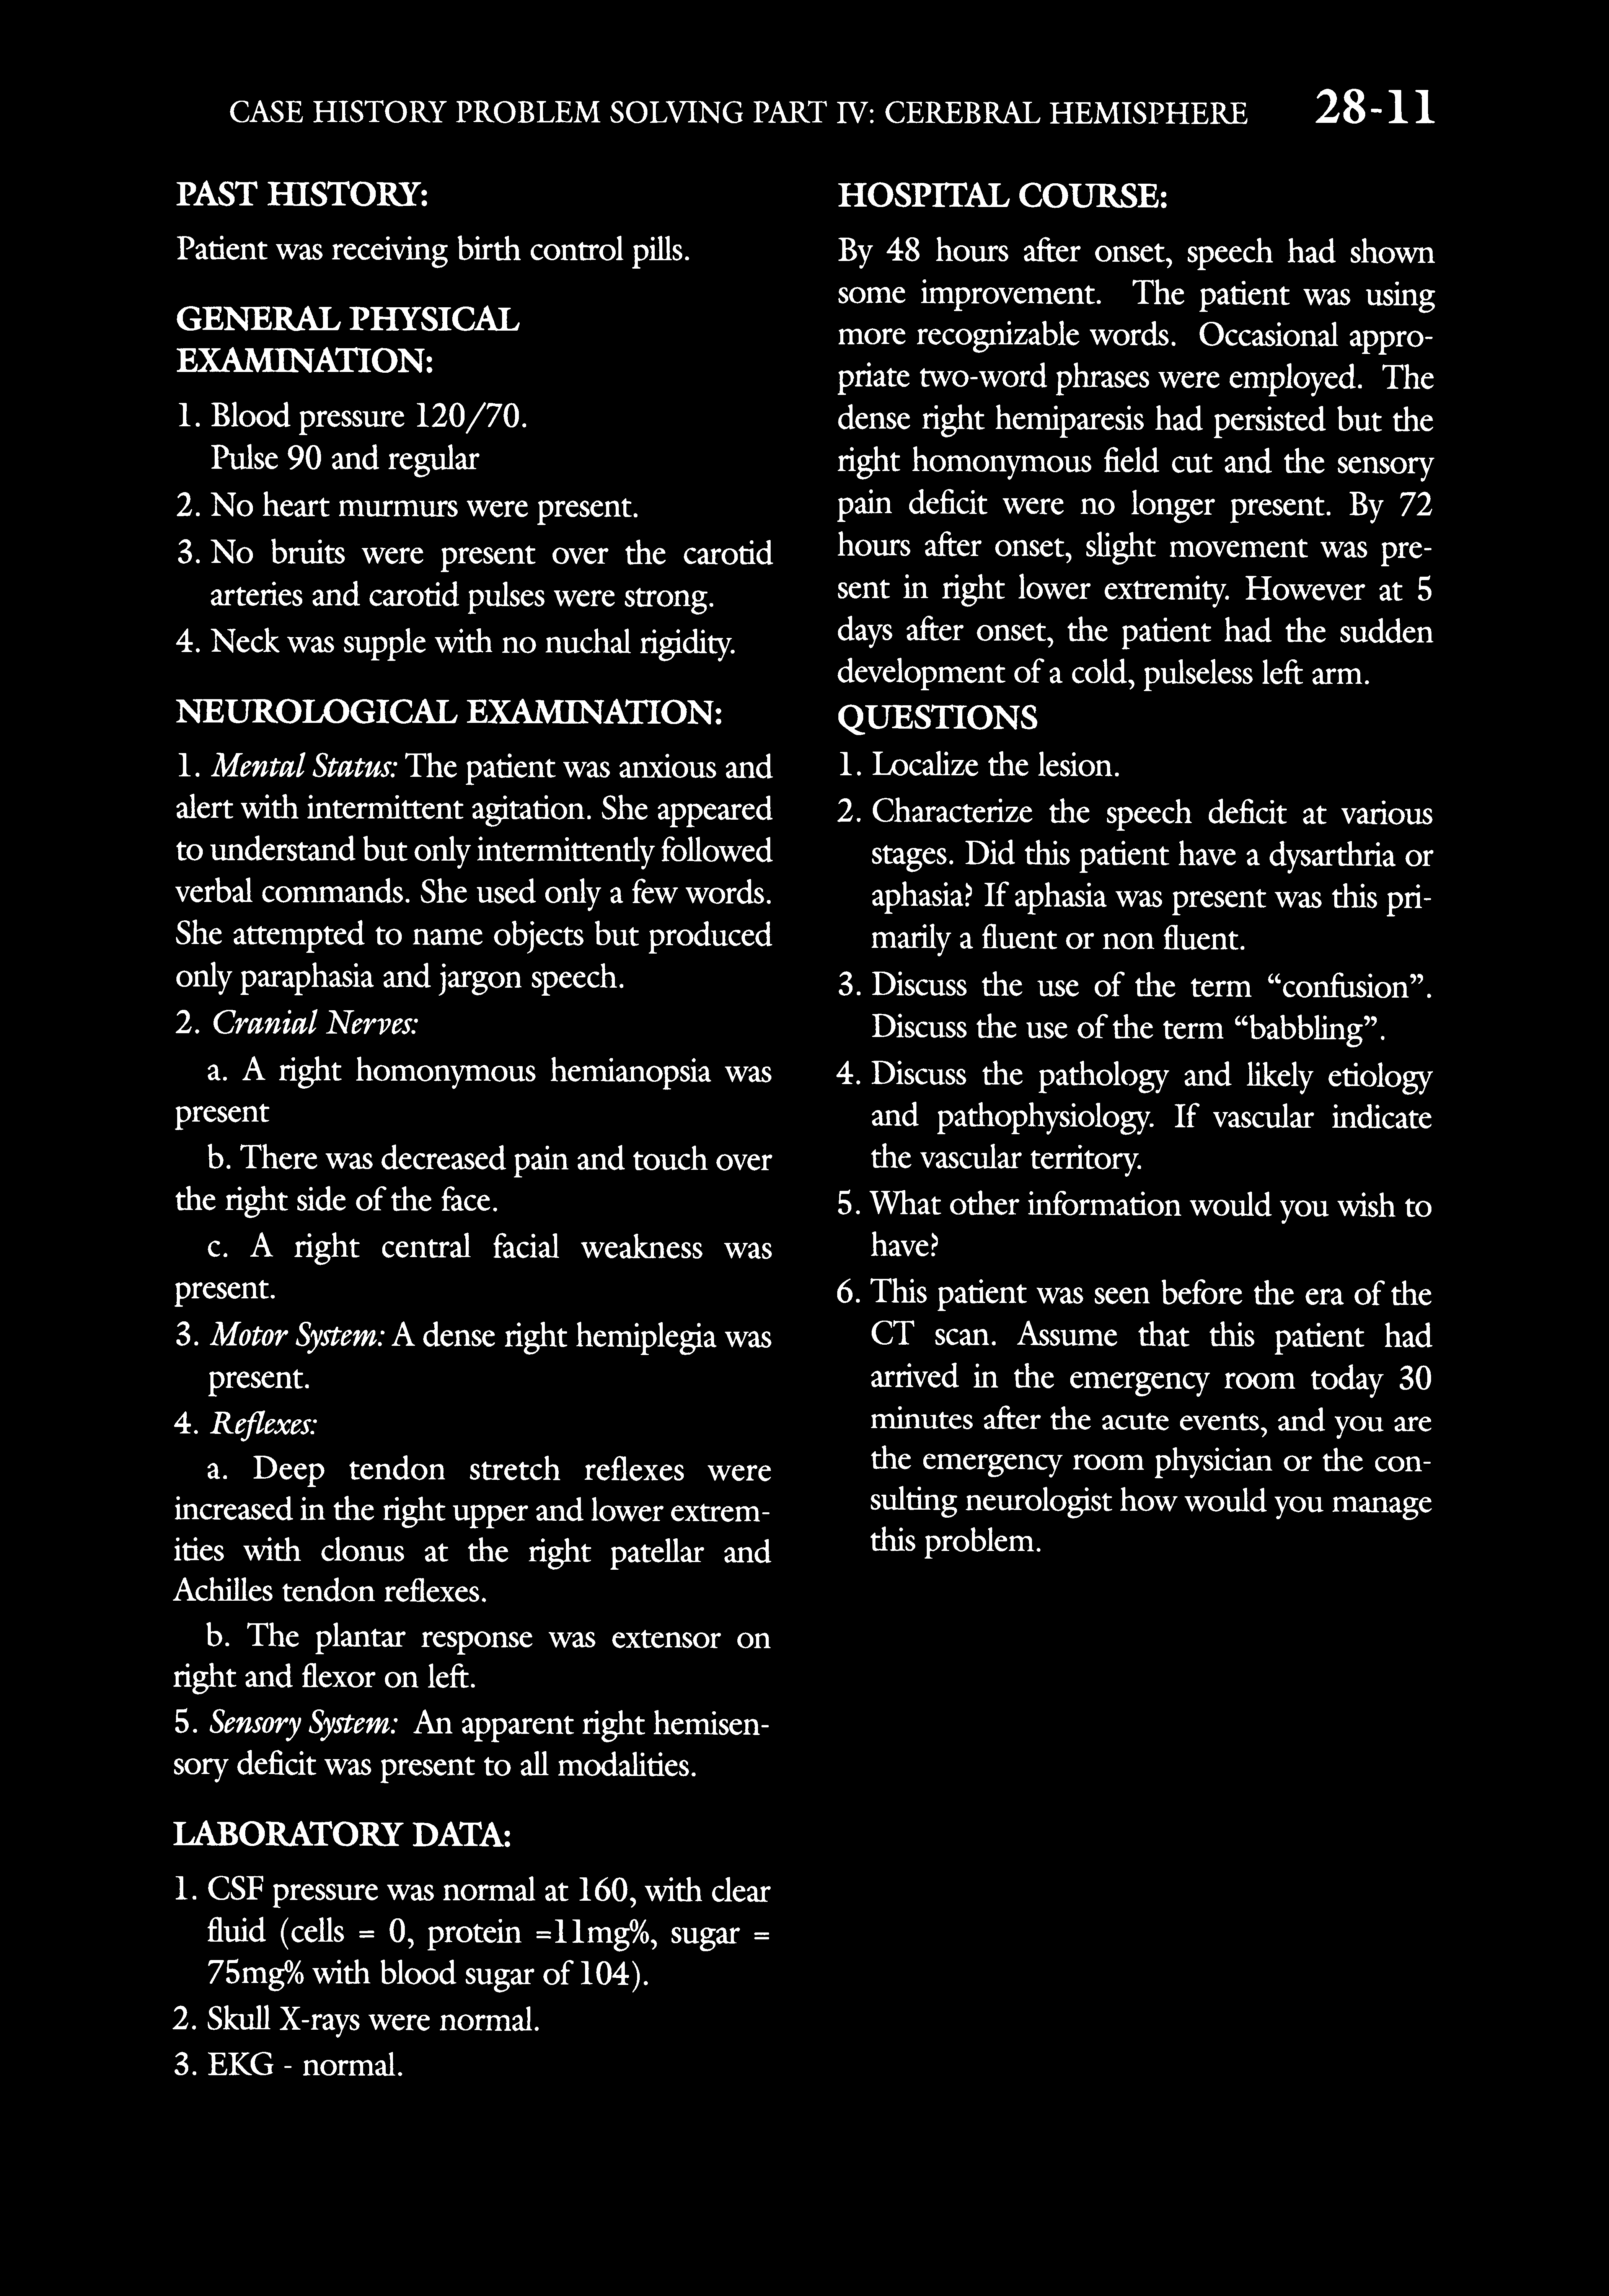 CASE HISTORY PROBLEM SOLVING PART IV: CEREBRAL HEMISPHERE 28-11
PAST HISTORY:
Patient was receiving birth control pills.
GENERAL PHYSICAL
EXAMINATION:
1. Blood pressure 120/70.
Pulse 90 and regular
2. No heart murmurs were present.
3. No bruits were present over the carotid
arteries and carotid pulses were strong.
4. Neck was supple with no nuchal rigidity.
NEUROLOGICAL EXAMINATION:
1. Mental Status: The patient was anxious and
alert with intermittent agitation. She appeared
to understand but only intermittently followed
verbal commands. She used only a few words.
She attempted to name objects but produced
only paraphasia and jargon speech.
2. Cranial Nerves:
a. A right homonymous hemianopsia was
present
b. There was decreased pain and touch over
the right side of the face.
c. A right central facial weakness was
present.
3. Motor System: A dense right hemiplegia was
present.
4. Reflexes:
a. Deep tendon stretch reflexes were
increased in the right upper and lower extrem-
ities with clonus at the right patellar and
Achilles tendon reflexes.
b. The plantar response was extensor on
right and flexor on left.
5. Sensory System: An apparent right hemisen-
sory deficit was present to all modalities.
LABORATORY DATA:
1. CSF pressure was normal at 160, with clear
fluid (cells = 0, protein =11mg%, sugar =
75mg% with blood sugar of 104).
2. Skull X-rays were normal.
3. EKG - normal.
HOSPITAL COURSE:
By 48 hours after onset, speech had shown
some improvement. The patient was using
more recognizable words. Occasional appro-
priate two-word phrases were employed. The
dense right hemiparesis had persisted but the
right homonymous field cut and the sensory
pain deficit were no longer present. By 72
hours after onset, slight movement was pre-
sent in right lower extremity. However at 5
days after onset, the patient had the sudden
development of a cold, pulseless left arm.
QUESTIONS
1. Localize the lesion.
2. Characterize the speech deficit at various
stages. Did this patient have a dysarthria or
aphasia? If aphasia was present was this pri-
marily a fluent or non fluent.
3. Discuss the use of the term “confusion”.
Discuss the use of the term “babbling”.
4. Discuss the pathology and likely etiology
and pathophysiology. If vascular indicate
the vascular territory.
5. What other information would you wish to
have?
6. This patient was seen before the era of the
CT scan. Assume that this patient had
arrived in the emergency room today 30
minutes after the acute events, and you are
the emergency room physician or the con-
sulting neurologist how would you manage
this problem.